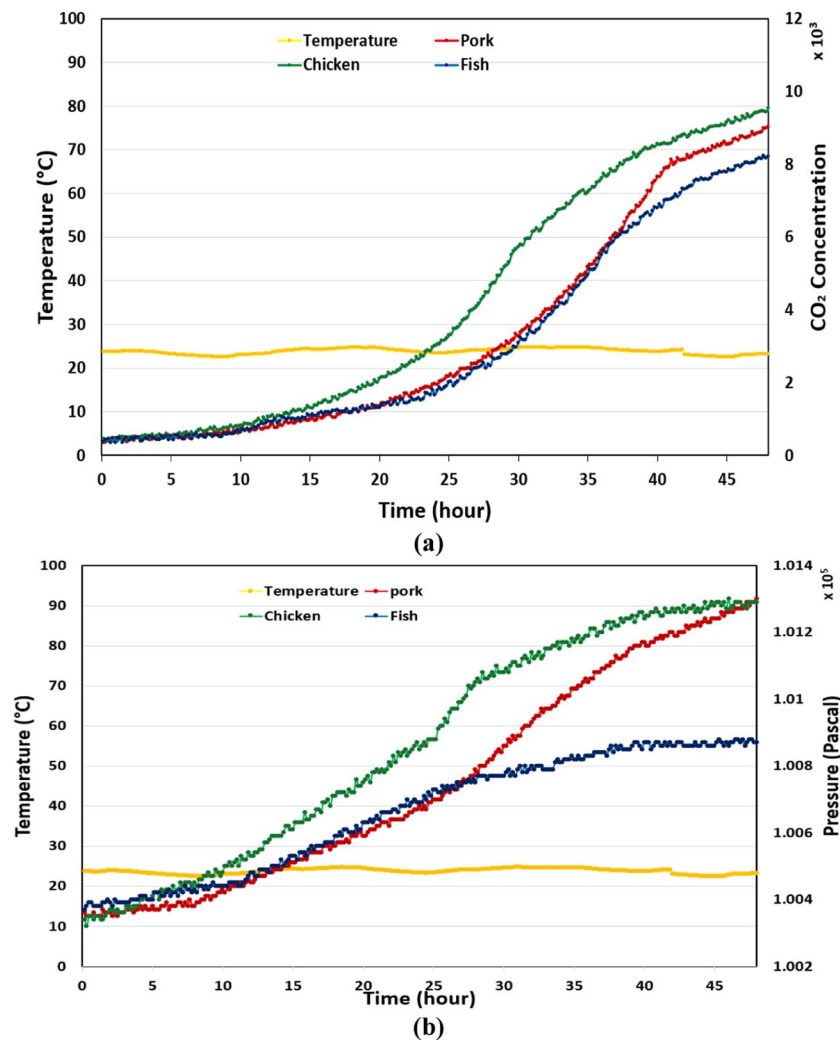 100
90
80
70
60
50
40
30
20
10
0
Temperature (°C)
Temperature
Pork
Chicken
Fish
12
10
8
6
4
2
0
x 10³
CO₂ Concentration
0 5 10 15 20 25 30 35 40 45
Time (hour)
(a)
100
90
80
70
60
50
40
30
20
10
0
Temperature (°C)
Temperature
pork
Chicken
Fish
1.014
1.012
1.01
1.008
1.006
1.004
1.002
x 10⁵
Pressure (Pascal)
0 5 10 15 20 25 30 35 40 45
Time (hour)
(b)